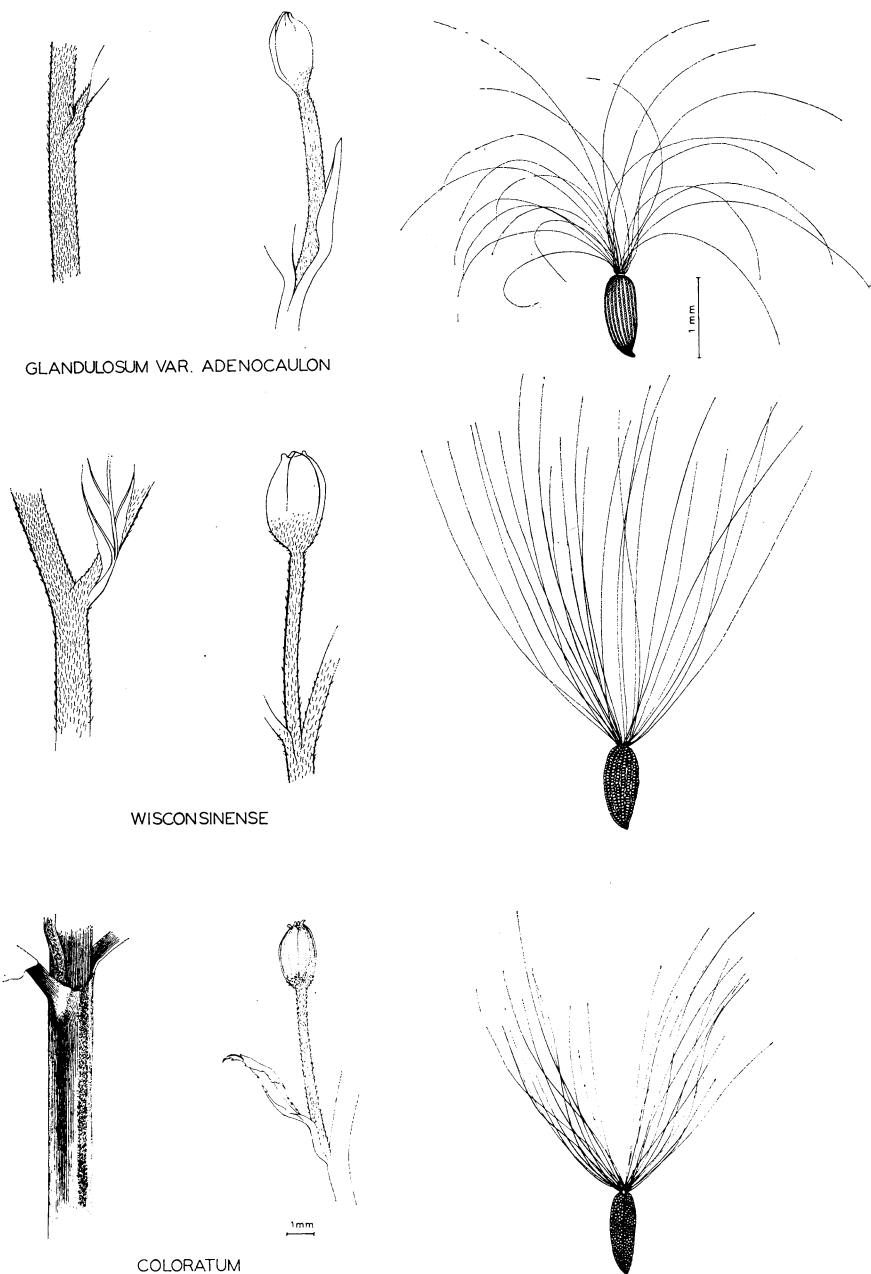 1 mm
GLANDULOSUM VAR. ADENOCAULON
WISCONSINENSE
1mm
COLORATUM